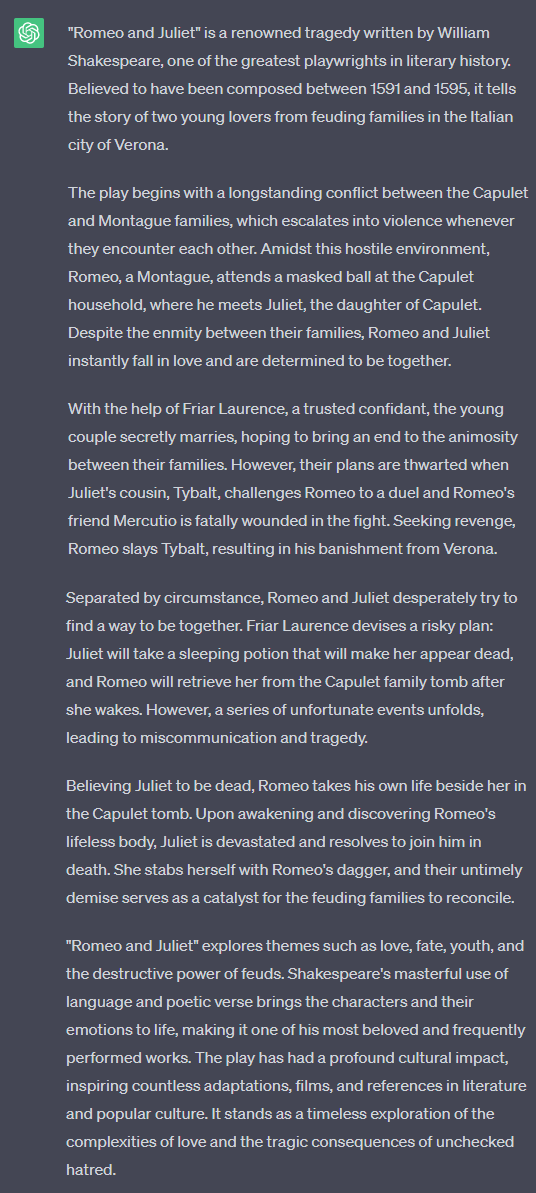 "Romeo and Juliet" is a renowned tragedy written by William
Shakespeare, one of the greatest playwrights in literary history.
Believed to have been composed between 1591 and 1595, it tells
the story of two young lovers from feuding families in the Italian
city of Verona.
The play begins with a longstanding conflict between the Capulet
and Montague families, which escalates into violence whenever
they encounter each other. Amidst this hostile environment,
Romeo, a Montague, attends a masked ball at the Capulet
household, where he meets Juliet, the daughter of Capulet.
Despite the enmity between their families, Romeo and Juliet
instantly fall in love and are determined to be together.
With the help of Friar Laurence, a trusted confidant, the young
couple secretly marries, hoping to bring an end to the animosity
between their families. However, their plans are thwarted when
Juliet's cousin, Tybalt, challenges Romeo to a duel and Romeo's
friend Mercutio is fatally wounded in the fight. Seeking revenge,
Romeo slays Tybalt, resulting in his banishment from Verona.
Separated by circumstance, Romeo and Juliet desperately try to
find a way to be together. Friar Laurence devises a risky plan:
Juliet will take a sleeping potion that will make her appear dead,
and Romeo will retrieve her from the Capulet family tomb after
she wakes. However, a series of unfortunate events unfolds,
leading to miscommunication and tragedy.
Believing Juliet to be dead, Romeo takes his own life beside her in
the Capulet tomb. Upon awakening and discovering Romeo's
lifeless body, Juliet is devastated and resolves to join him in
death. She stabs herself with Romeo's dagger, and their untimely
demise serves as a catalyst for the feuding families to reconcile.
"Romeo and Juliet" explores themes such as love, fate, youth, and
the destructive power of feuds. Shakespeare's masterful use of
language and poetic verse brings the characters and their
emotions to life, making it one of his most beloved and frequently
performed works. The play has had a profound cultural impact,
inspiring countless adaptations, films, and references in literature
and popular culture. It stands as a timeless exploration of the
complexities of love and the tragic consequences of unchecked
hatred.